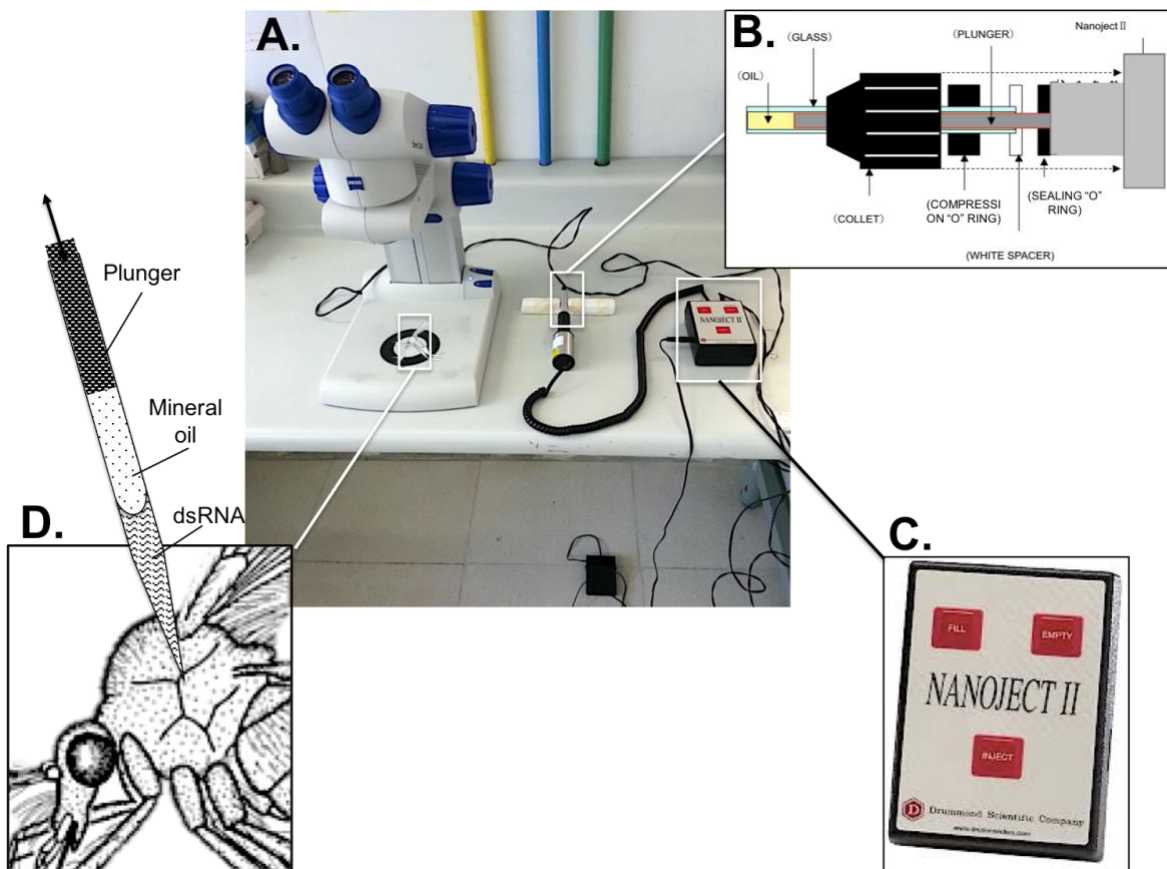 A.
NANOJECT II
B.
Nanoject II
(GLASS)
(PLUNGER)
(OIL)
(COLLET)
(COMPRESSI
ON "O" RING)
(SEALING "O"
RING)
(WHITE SPACER)
Plunger
Mineral
oil
dsRNA
D.
C.
FILL
EMPTY
NANOJECT II
INJECT
D
Drummond Scientific Company